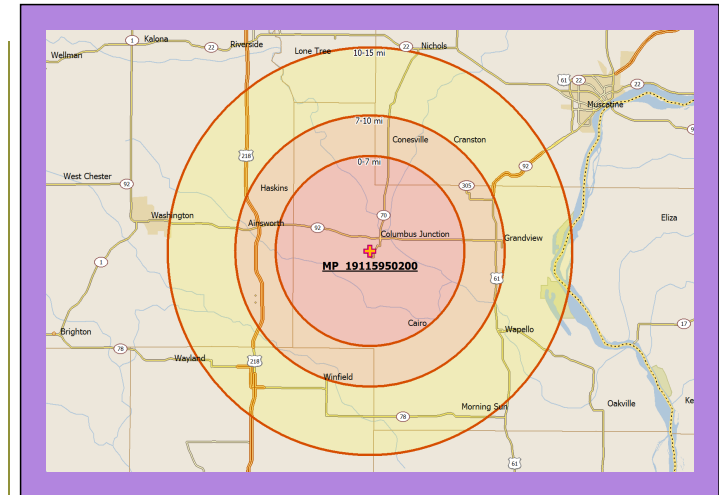 1
Kalona
22
Riverside
Lone Tree
22
Nichols
Wellman
10-15 mi
61
22
22
Muscatine
7-10 mi
Conesville
Cranston
218
0-7 mi
92
West Chester
92
Haskins
305
Washington
70
Eliza
Ainsworth
92
Columbus Junction
Grandview
1
MP 19115950200
61
Cairo
17
Brighton
78
Wapello
Wayland
218
Winfield
Oakville
Ke
Morning Sun
78
61